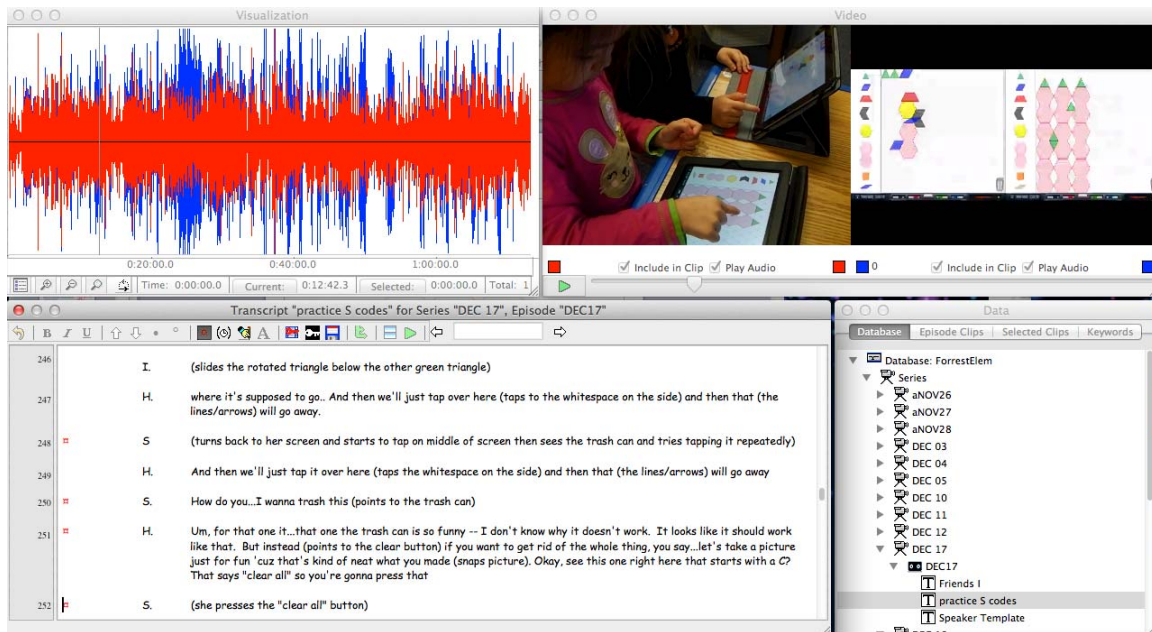 Visualization
0:20:00.0 0:40:00.0 1:00:00.0
Time: 0:00:00.0 Current: 0:12:42.3 Selected: 0:00:00.0 Total: 1
Video
Include in Clip Play Audio 0 Include in Clip Play Audio
Transcript "practice S codes" for Series "DEC 17", Episode "DEC17"
B I U A
246 I. (slides the rotated triangle below the other green triangle)
247 H. where it's supposed to go.. And then we'll just tap over here (taps to the whitespace on the side) and then that (the
lines/arrows) will go away.
248 S (turns back to her screen and starts to tap on middle of screen then sees the trash can and tries tapping it repeatedly)
249 H. And then we'll just tap it over here (taps the whitespace on the side) and then that (the lines/arrows) will go away
250 S. How do you...I wanna trash this (points to the trash can)
251 H. Um, for that one it...that one the trash can is so funny -- I don't know why it doesn't work. It looks like it should work
like that. But instead (points to the clear button) if you want to get rid of the whole thing, you say...let's take a picture
just for fun 'cuz that's kind of neat what you made (snaps picture). Okay, see this one right here that starts with a C?
That says "clear all" so you're gonna press that
252 S. (she presses the "clear all" button)
Data
Database Episode Clips Selected Clips Keywords
Database: ForrestElem
Series
aNOV26
aNOV27
aNOV28
DEC 03
DEC 04
DEC 05
DEC 10
DEC 11
DEC 12
DEC 17
DEC17
T Friends I
T practice S codes
T Speaker Template